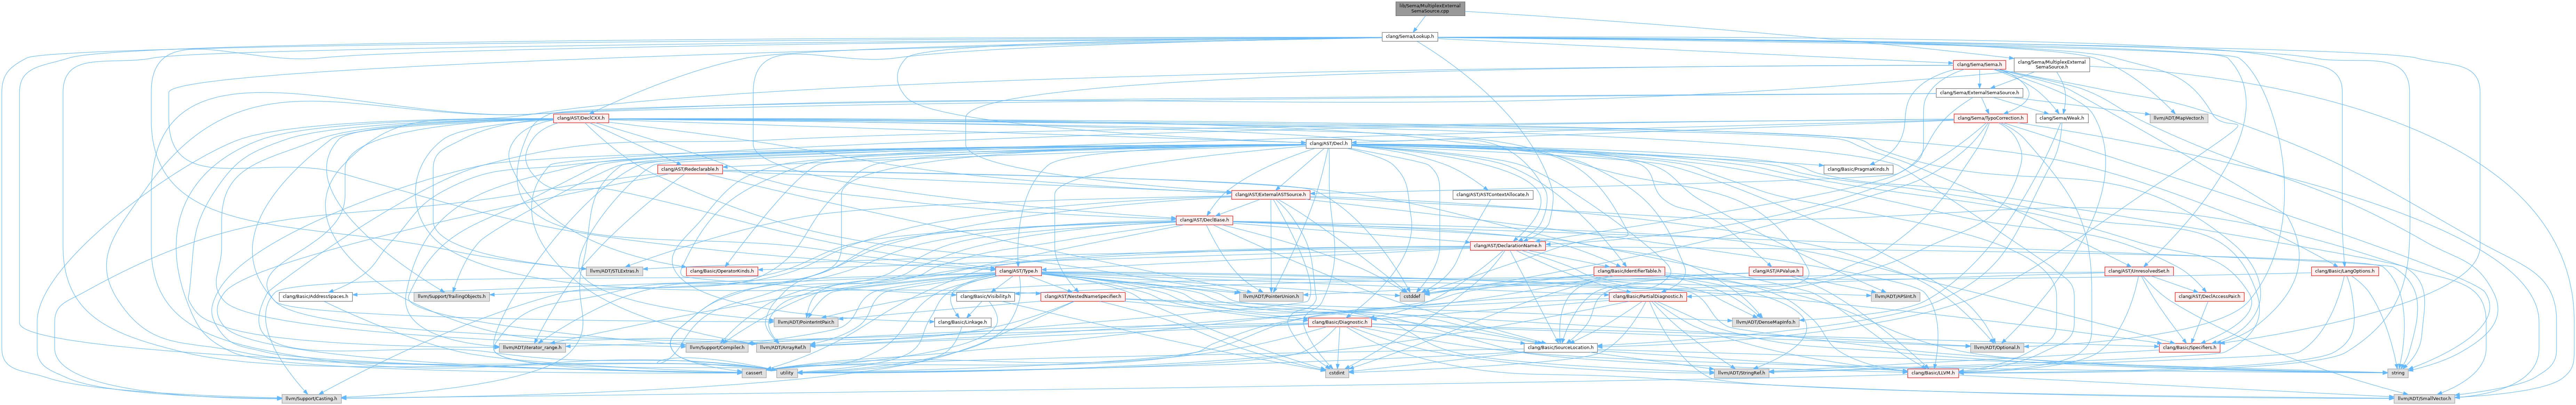 lib/Sema/MultiplexExternal
SemaSource.cpp
clang/Sema/Lookup.h
clang/Sema/Sema.h
clang/Sema/MultiplexExternal
SemaSource.h
clang/Sema/ExternalSemaSource.h
clang/AST/DeclCXX.h
clang/Sema/TypoCorrection.h
clang/Sema/Weak.h
llvm/ADT/MapVector.h
clang/AST/Decl.h
clang/AST/Redeclarable.h
clang/Basic/PragmaKinds.h
clang/AST/ExternalASTSource.h
clang/AST/ASTContextAllocate.h
clang/AST/DeclBase.h
clang/AST/DeclarationName.h
llvm/ADT/STLExtras.h
clang/Basic/OperatorKinds.h
clang/AST/Type.h
clang/Basic/IdentifierTable.h
clang/AST/APValue.h
clang/AST/UnresolvedSet.h
clang/Basic/LangOptions.h
clang/Basic/AddressSpaces.h
llvm/Support/TrailingObjects.h
clang/Basic/Visibility.h
clang/AST/NestedNameSpecifier.h
llvm/ADT/PointerUnion.h
cstddef
clang/Basic/PartialDiagnostic.h
llvm/ADT/APSInt.h
clang/AST/DeclAccessPair.h
llvm/ADT/PointerIntPair.h
clang/Basic/Linkage.h
clang/Basic/Diagnostic.h
llvm/ADT/DenseMapInfo.h
llvm/ADT/iterator_range.h
llvm/Support/Compiler.h
llvm/ADT/ArrayRef.h
clang/Basic/SourceLocation.h
llvm/ADT/Optional.h
clang/Basic/Specifiers.h
cassert
utility
cstdint
llvm/ADT/StringRef.h
clang/Basic/LLVM.h
string
llvm/Support/Casting.h
llvm/ADT/SmallVector.h